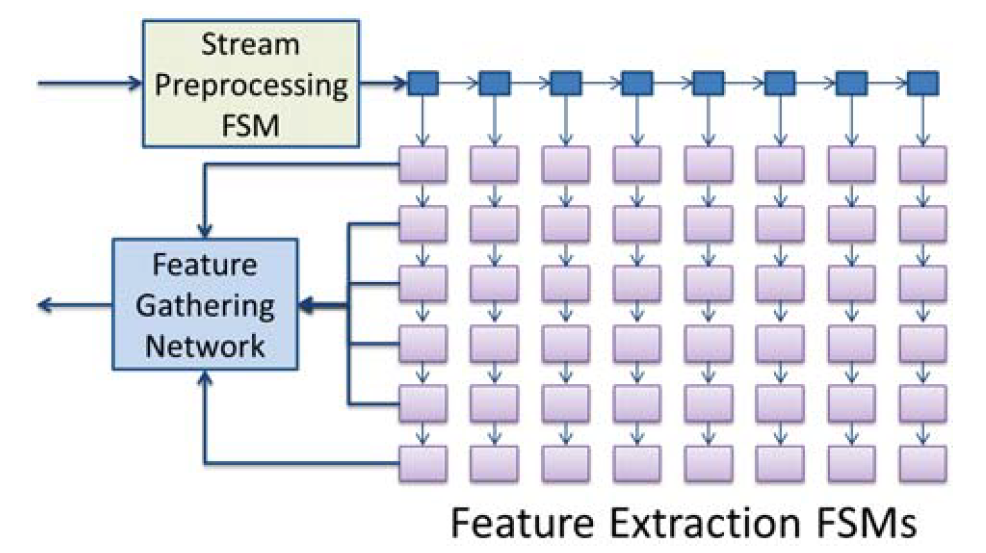 Stream
Preprocessing
FSM
Feature
Gathering
Network
Feature Extraction FSMs